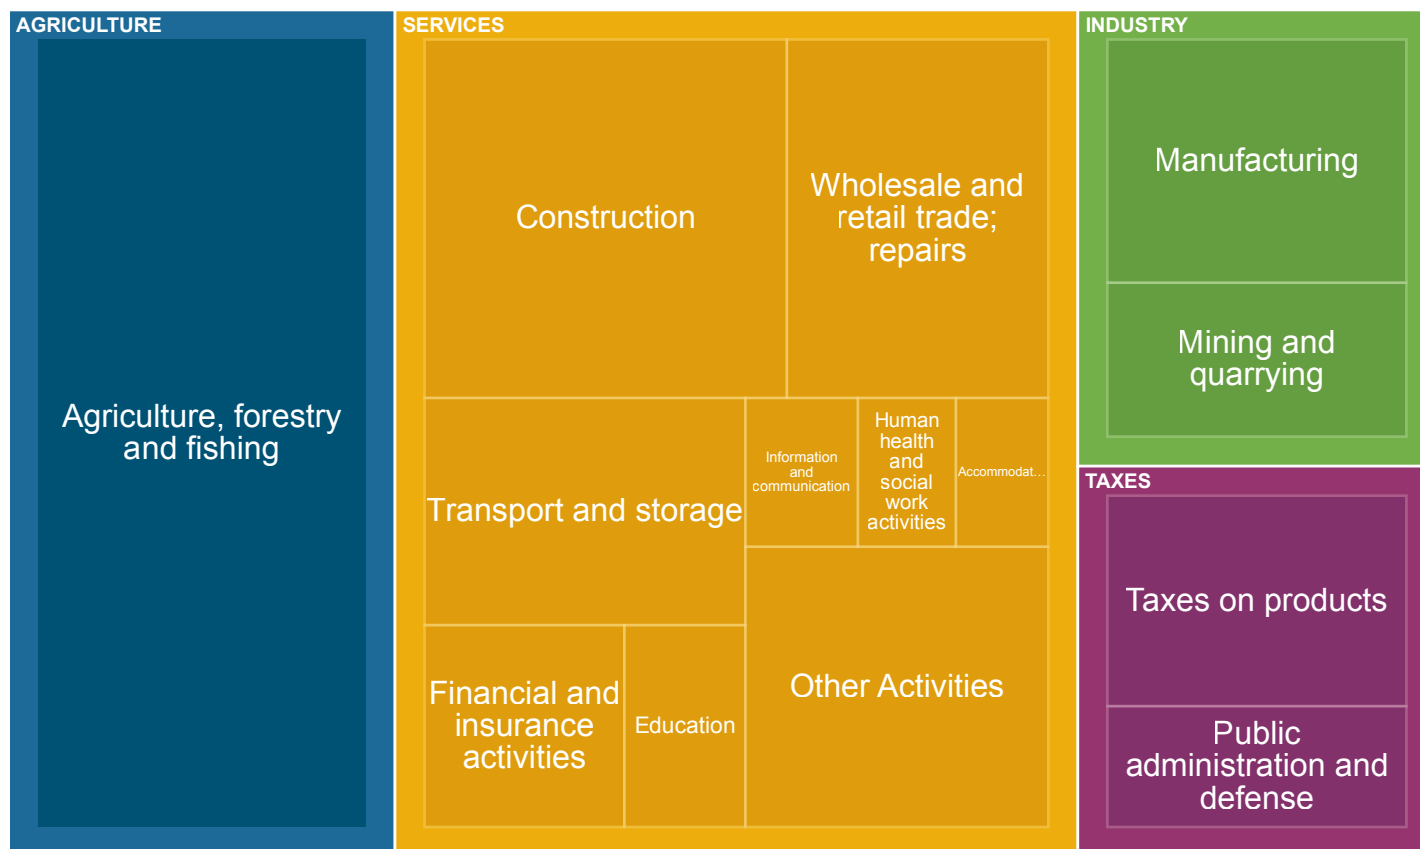 AGRICULTURE
Agriculture, forestry
and fishing
SERVICES
Construction
Wholesale and
retail trade;
repairs
Transport and storage
Information
and
communication
Human
health
and
social
work
activities
Accommodat...
Financial and
insurance
activities
Education
Other Activities
INDUSTRY
Manufacturing
Mining and
quarrying
TAXES
Taxes on products
Public
administration and
defense